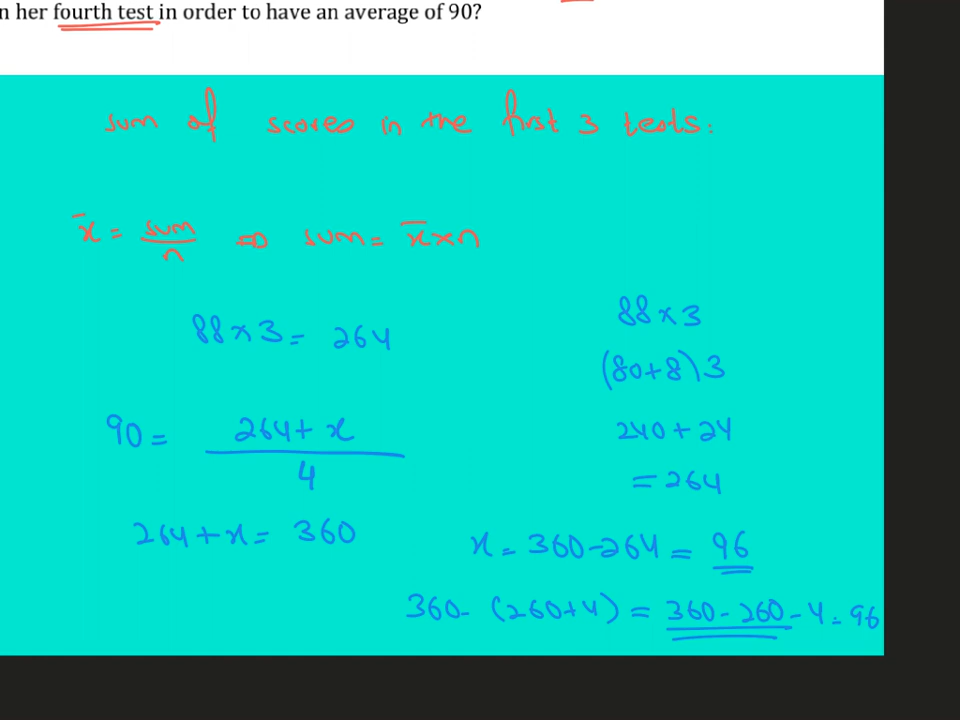 n her fourth test in order to have an average of 90?
sum of scores in the first 3 tests:
x̄ = sum/n ⇒ sum = x̄ × n
88 × 3 = 264
90 = (264 + x)/4
264 + x = 360
88 × 3
(80 + 8) 3
240 + 24
= 264
x = 360 - 264 = 96
360 - (260 + 4) = 360 - 260 - 4 = 96